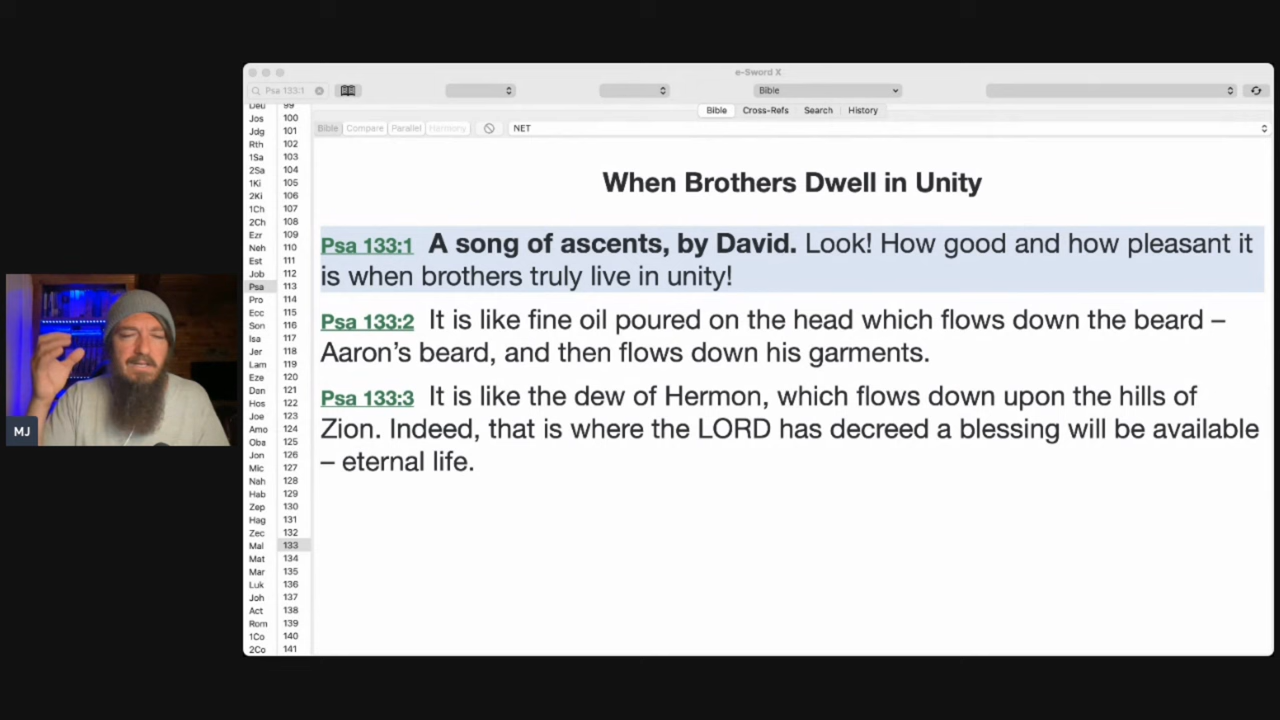 e-Sword X
Psa 133:1
Bible
Bible Cross-Refs Search History
Bible Compare Parallel Harmony
NET
Deu 99
Jos 100
Jdg 101
Rth 102
1Sa 103
2Sa 104
1Ki 105
2Ki 106
1Ch 107
2Ch 108
Ezr 109
Neh 110
Est 111
Job 112
Psa 113
Pro 114
Ecc 115
Son 116
Isa 117
Jer 118
Lam 119
Eze 120
Dan 121
Hos 122
Joe 123
Amo 124
Oba 125
Jon 126
Mic 127
Nah 128
Hab 129
Zep 130
Hag 131
Zec 132
Mal 133
Mat 134
Mar 135
Luk 136
Joh 137
Act 138
Rom 139
1Co 140
2Co 141
When Brothers Dwell in Unity
Psa 133:1 A song of ascents, by David. Look! How good and how pleasant it
is when brothers truly live in unity!
Psa 133:2 It is like fine oil poured on the head which flows down the beard –
Aaron’s beard, and then flows down his garments.
Psa 133:3 It is like the dew of Hermon, which flows down upon the hills of
Zion. Indeed, that is where the LORD has decreed a blessing will be available
– eternal life.
MJ